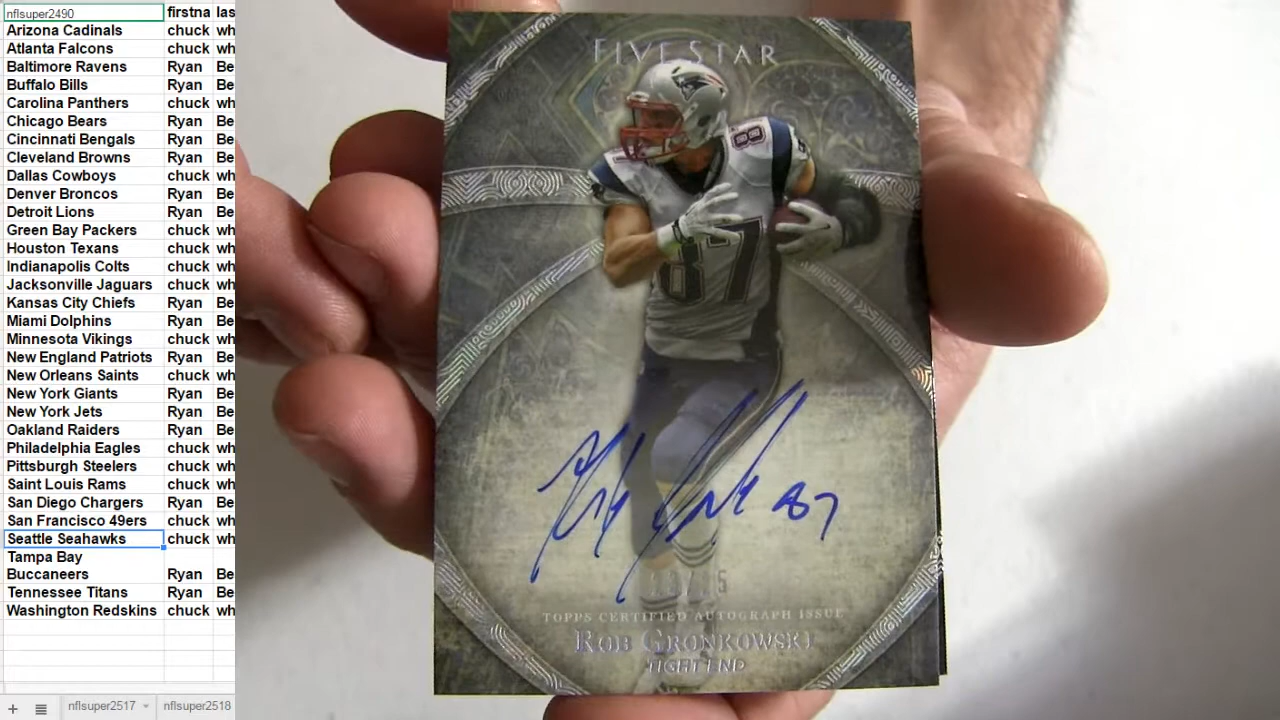 nflsuper2490 firstna las
Arizona Cadinals chuck wh
Atlanta Falcons chuck wh
Baltimore Ravens Ryan Be
Buffalo Bills Ryan Be
Carolina Panthers chuck wh
Chicago Bears Ryan Be
Cincinnati Bengals Ryan Be
Cleveland Browns Ryan Be
Dallas Cowboys chuck wh
Denver Broncos Ryan Be
Detroit Lions Ryan Be
Green Bay Packers chuck wh
Houston Texans chuck wh
Indianapolis Colts chuck wh
Jacksonville Jaguars chuck wh
Kansas City Chiefs Ryan Be
Miami Dolphins Ryan Be
Minnesota Vikings chuck wh
New England Patriots Ryan Be
New Orleans Saints chuck wh
New York Giants Ryan Be
New York Jets Ryan Be
Oakland Raiders Ryan Be
Philadelphia Eagles chuck wh
Pittsburgh Steelers chuck wh
Saint Louis Rams chuck wh
San Diego Chargers Ryan Be
San Francisco 49ers chuck wh
Seattle Seahawks chuck wh
Tampa Bay
Buccaneers Ryan Be
Tennessee Titans Ryan Be
Washington Redskins chuck wh
nflsuper2517 nflsuper2518
FIVE STAR
87
87
TOPPS CERTIFIED AUTOGRAPH ISSUE
ROB GRONKOWSKI
TIGHT END